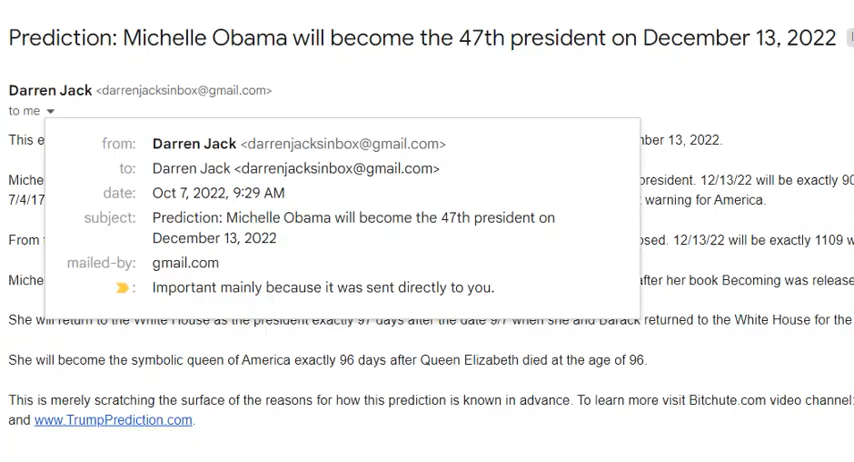 Prediction: Michelle Obama will become the 47th president on December 13, 2022
Darren Jack <darrenjacksinbox@gmail.com>
to me
This
ber 13, 2022.
from: Darren Jack <darrenjacksinbox@gmail.com>
to: Darren Jack <darrenjacksinbox@gmail.com>
date: Oct 7, 2022, 9:29 AM
subject: Prediction: Michelle Obama will become the 47th president on
December 13, 2022
mailed-by: gmail.com
: Important mainly because it was sent directly to you.
Miche
president. 12/13/22 will be exactly 90
7/4/17
warning for America.
From
osed. 12/13/22 will be exactly 1109 w
Miche
after her book Becoming was release
She will return to the White House as the president exactly 97 days after the date 9/7 when she and Barack returned to the White House for the
She will become the symbolic queen of America exactly 96 days after Queen Elizabeth died at the age of 96.
This is merely scratching the surface of the reasons for how this prediction is known in advance. To learn more visit Bitchute.com video channel:
and www.TrumpPrediction.com.